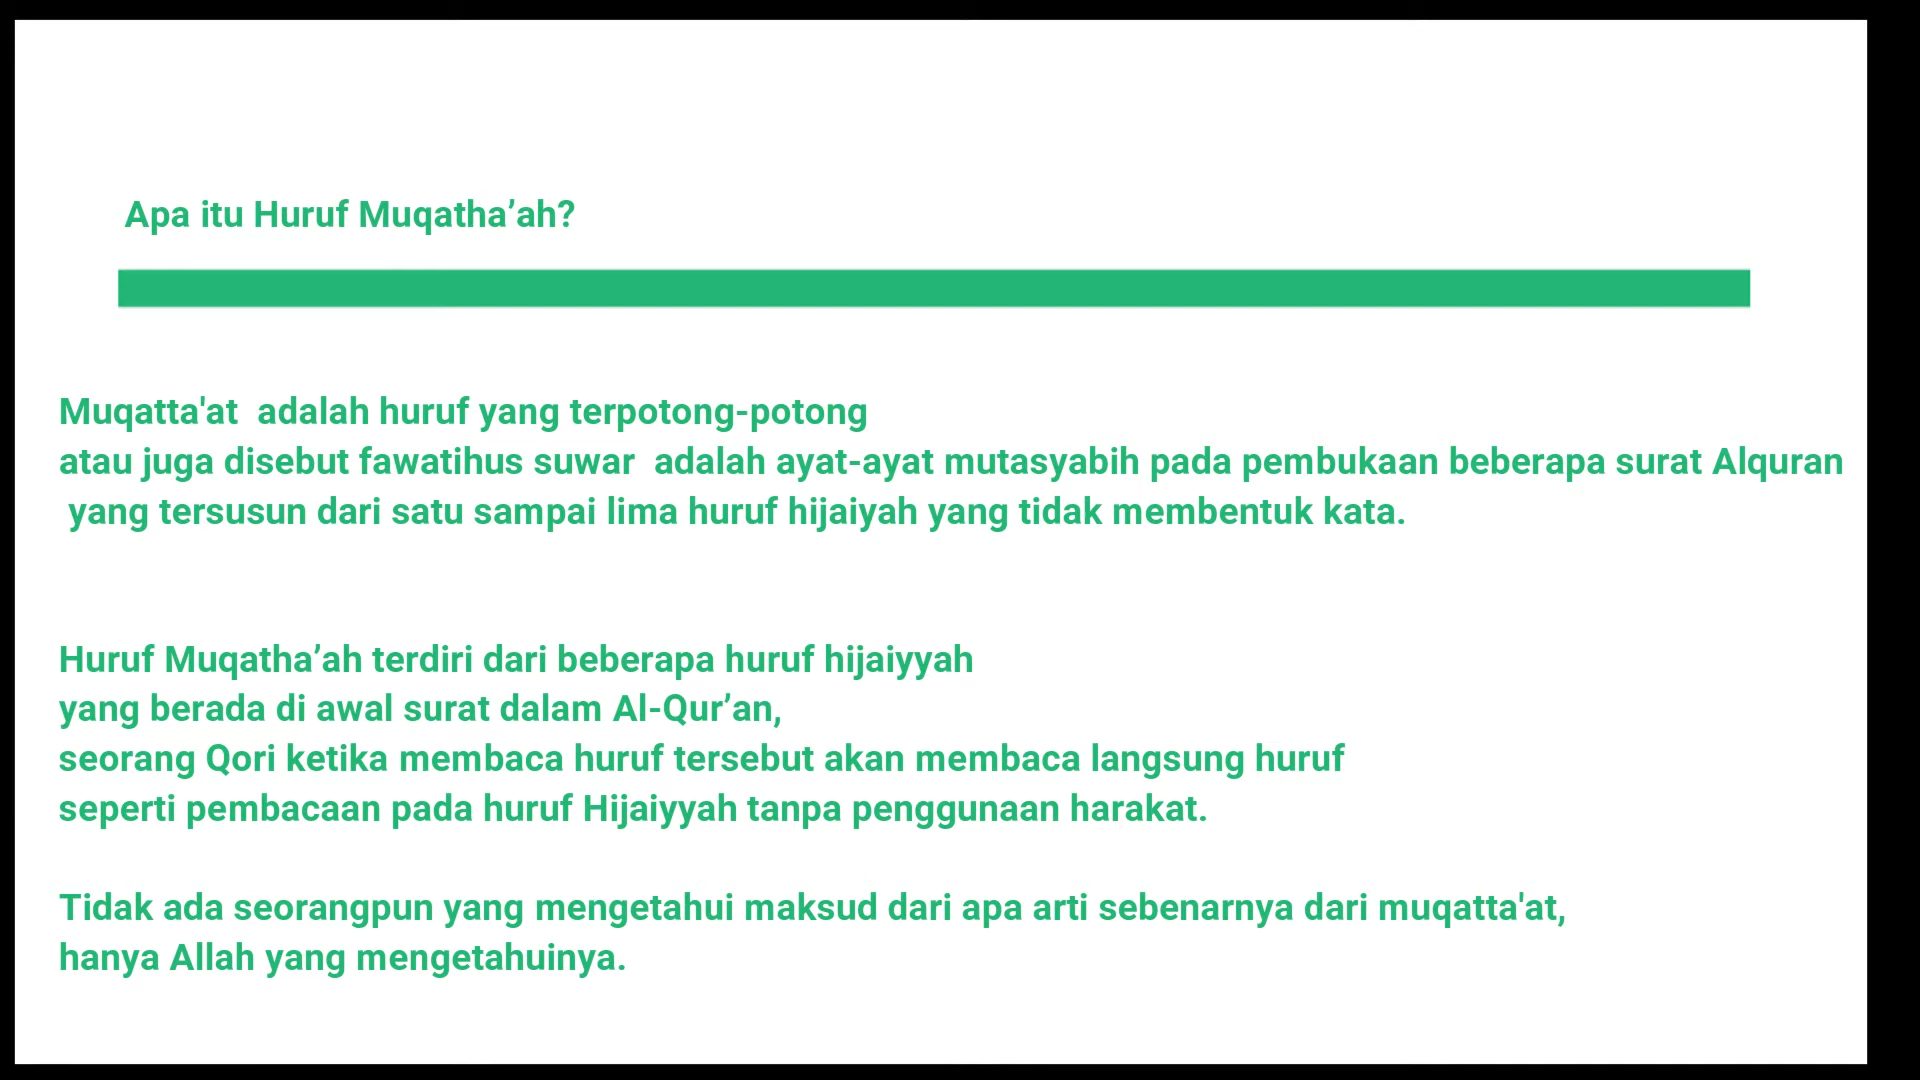 Apa itu Huruf Muqatha’ah?
Muqatta'at  adalah huruf yang terpotong-potong
atau juga disebut fawatihus suwar  adalah ayat-ayat mutasyabih pada pembukaan beberapa surat Alquran
yang tersusun dari satu sampai lima huruf hijaiyah yang tidak membentuk kata.
Huruf Muqatha’ah terdiri dari beberapa huruf hijaiyyah
yang berada di awal surat dalam Al-Qur’an,
seorang Qori ketika membaca huruf tersebut akan membaca langsung huruf
seperti pembacaan pada huruf Hijaiyyah tanpa penggunaan harakat.
Tidak ada seorangpun yang mengetahui maksud dari apa arti sebenarnya dari muqatta'at,
hanya Allah yang mengetahuinya.